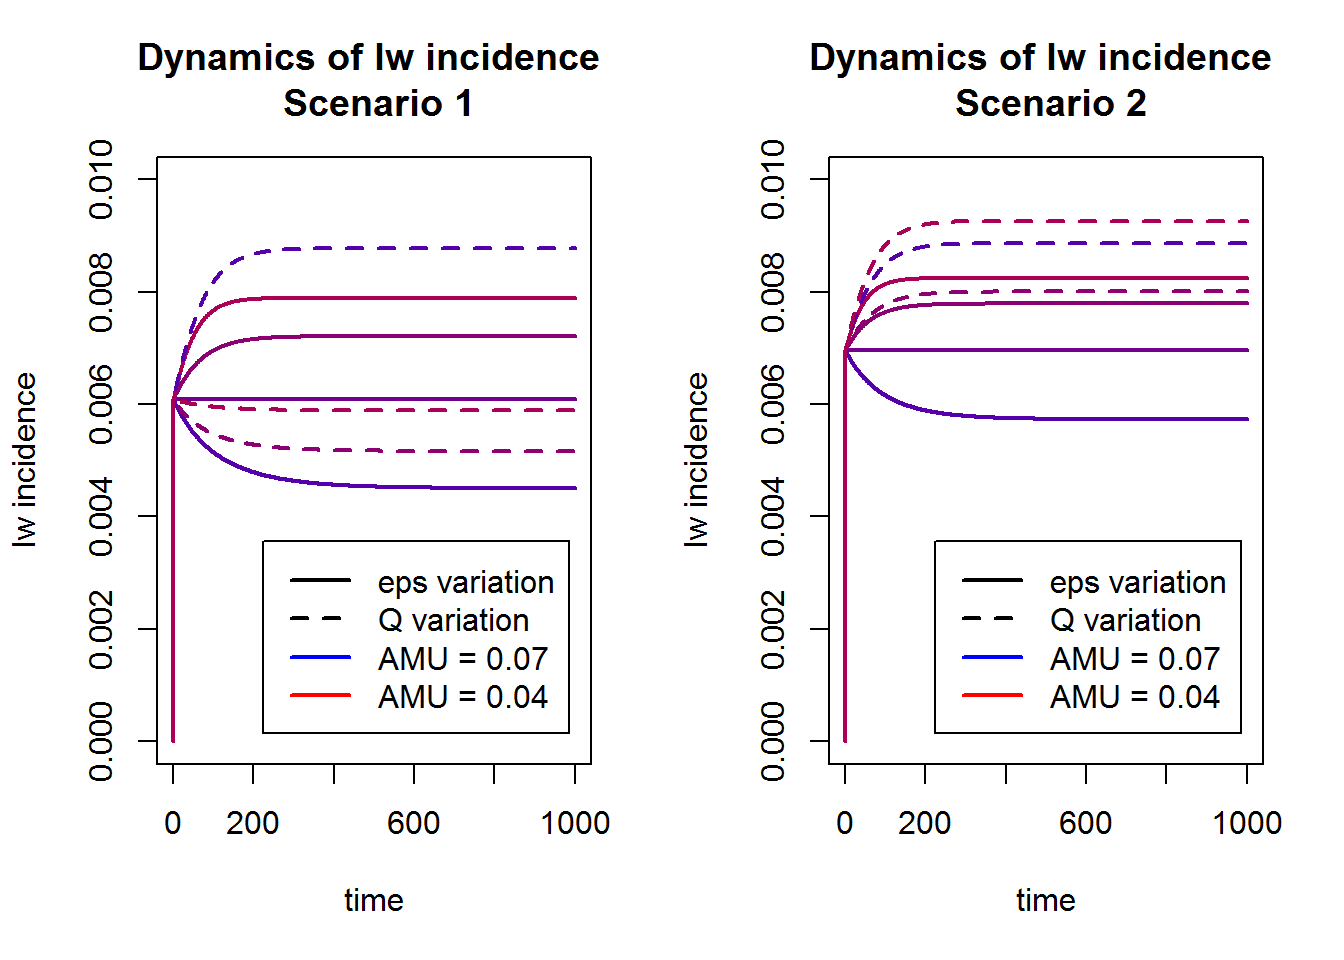 Dynamics of Iw incidence
Scenario 1
Iw incidence
0.010
0.008
0.006
0.004
0.002
0.000
eps variation
Q variation
AMU = 0.07
AMU = 0.04
0 200 600 1000
time
Dynamics of Iw incidence
Scenario 2
Iw incidence
0.010
0.008
0.006
0.004
0.002
0.000
eps variation
Q variation
AMU = 0.07
AMU = 0.04
0 200 600 1000
time